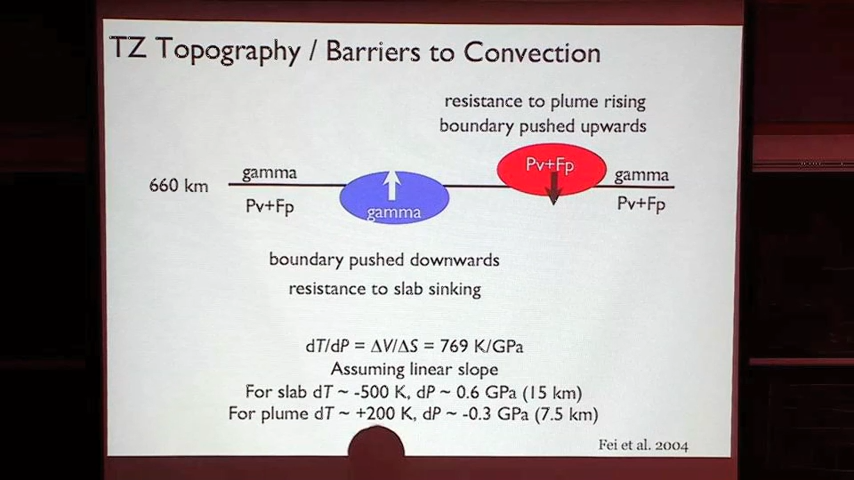 TZ Topography / Barriers to Convection
resistance to plume rising
boundary pushed upwards
660 km
gamma
Pv+Fp
gamma
Pv+Fp
gamma
Pv+Fp
boundary pushed downwards
resistance to slab sinking
dT/dP = ΔV/ΔS = 769 K/GPa
Assuming linear slope
For slab dT ~ -500 K, dP ~ 0.6 GPa (15 km)
For plume dT ~ +200 K, dP ~ -0.3 GPa (7.5 km)
Fei et al. 2004